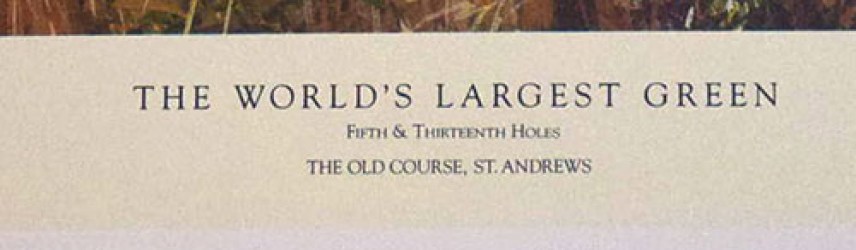 THE WORLD'S LARGEST GREEN
FIFTH & THIRTEENTH HOLES
THE OLD COURSE, ST. ANDREWS